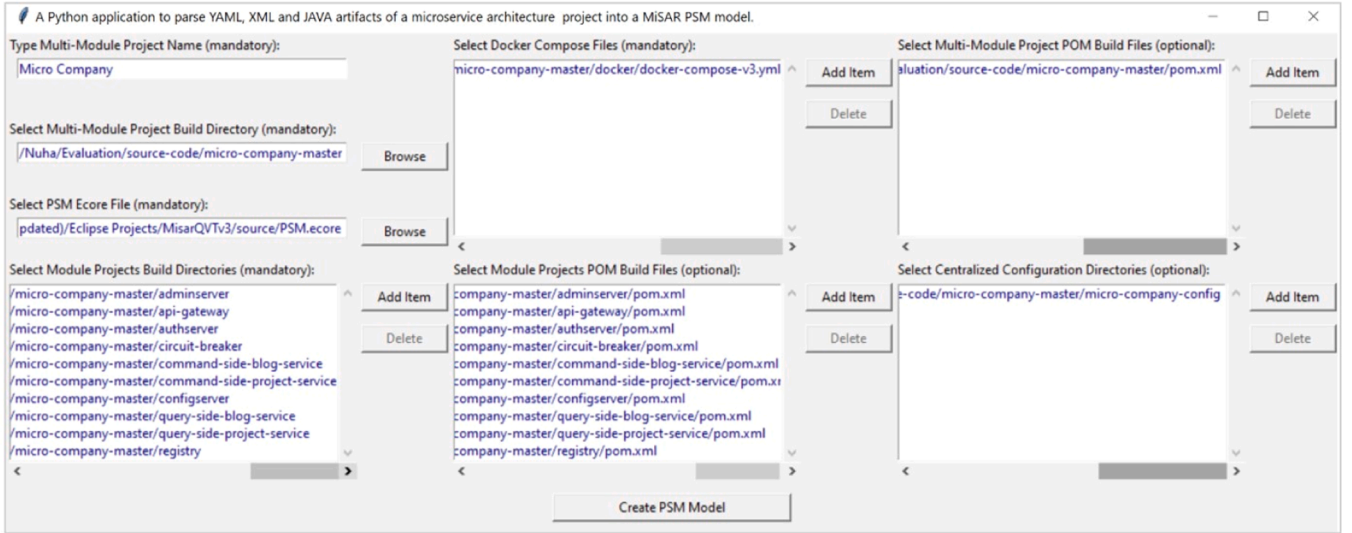 A Python application to parse YAML, XML and JAVA artifacts of a microservice architecture project into a MiSAR PSM model.
Type Multi-Module Project Name (mandatory):
Micro Company
Select Multi-Module Project Build Directory (mandatory):
/Nuha/Evaluation/source-code/micro-company-master
Browse
Select PSM Ecore File (mandatory):
pdated)/Eclipse Projects/MisarQVTv3/source/PSM.ecore
Browse
Select Docker Compose Files (mandatory):
micro-company-master/docker/docker-compose-v3.yml
Add Item
Delete
Select Multi-Module Project POM Build Files (optional):
aluation/source-code/micro-company-master/pom.xml
Add Item
Delete
Select Module Projects Build Directories (mandatory):
/micro-company-master/adminserver
/micro-company-master/api-gateway
/micro-company-master/authserver
/micro-company-master/circuit-breaker
/micro-company-master/command-side-blog-service
/micro-company-master/command-side-project-service
/micro-company-master/configserver
/micro-company-master/query-side-blog-service
/micro-company-master/query-side-project-service
/micro-company-master/registry
Add Item
Delete
Select Module Projects POM Build Files (optional):
company-master/adminserver/pom.xml
company-master/api-gateway/pom.xml
company-master/authserver/pom.xml
company-master/circuit-breaker/pom.xml
company-master/command-side-blog-service/pom.xml
company-master/command-side-project-service/pom.xr
company-master/configserver/pom.xml
company-master/query-side-blog-service/pom.xml
company-master/query-side-project-service/pom.xml
company-master/registry/pom.xml
Add Item
Delete
Select Centralized Configuration Directories (optional):
e-code/micro-company-master/micro-company-config
Add Item
Delete
Create PSM Model